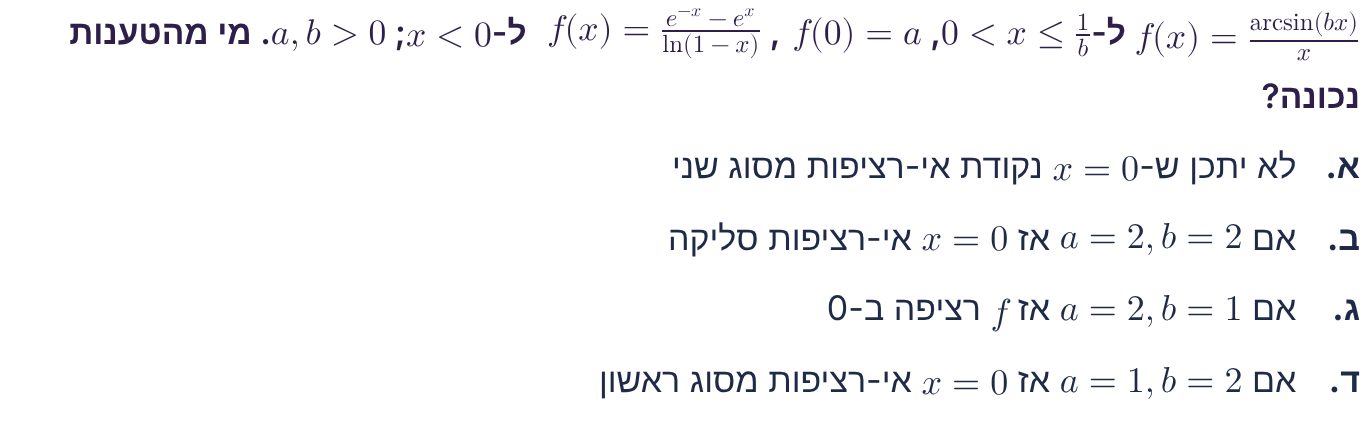 $f(x) = \frac{\arcsin(bx)}{x}$ ל-$0 < x \leq \frac{1}{b}$, $f(0) = a$ , $f(x) = \frac{e^{-x} - e^{x}}{\ln(1-x)}$ ל-$x < 0$; $a, b > 0$. מי מהטענות
נכונה?
א. לא יתכן ש-$x = 0$ נקודת אי-רציפות מסוג שני
ב. אם $a = 2, b = 2$ אז $x = 0$ אי-רציפות סליקה
ג. אם $a = 2, b = 1$ אז $f$ רציפה ב-0
ד. אם $a = 1, b = 2$ אז $x = 0$ אי-רציפות מסוג ראשון